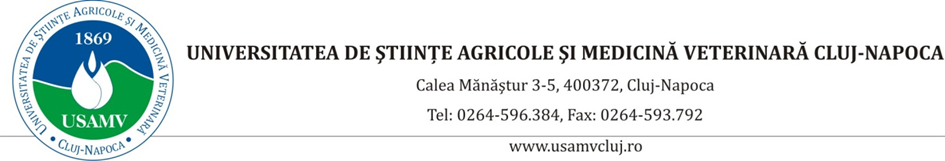 UNIVERSITATEA DE ŞTIINŢE AGRICOLE ŞI MEDICINĂ VETERINARĂ
1869
USAMV
• CLUJ-NAPOCA •
UNIVERSITATEA DE ŞTIINŢE AGRICOLE ŞI MEDICINĂ VETERINARĂ CLUJ-NAPOCA
Calea Mănăştur 3-5, 400372, Cluj-Napoca
Tel: 0264-596.384, Fax: 0264-593.792
www.usamvcluj.ro